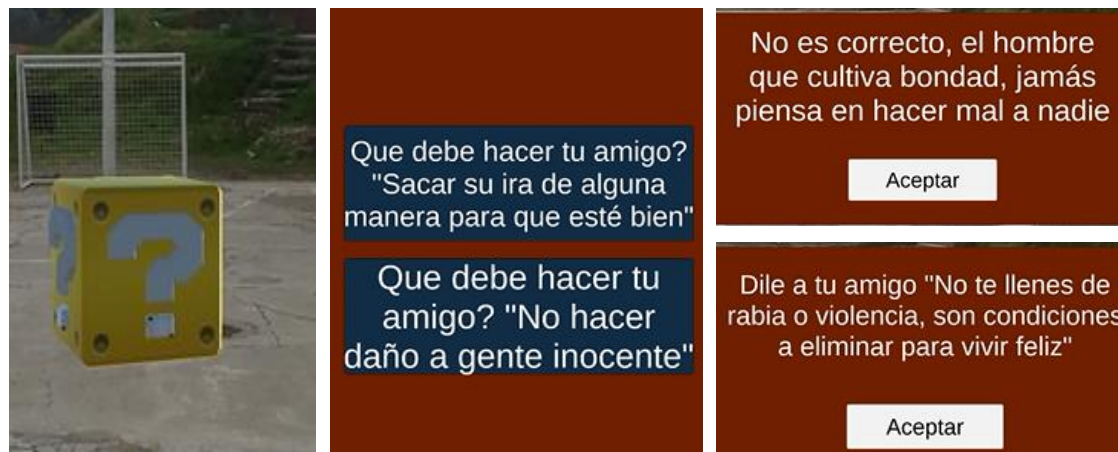 ?
?
Que debe hacer tu amigo?
"Sacar su ira de alguna
manera para que esté bien"
Que debe hacer tu
amigo? "No hacer
daño a gente inocente"
No es correcto, el hombre
que cultiva bondad, jamás
piensa en hacer mal a nadie
Aceptar
Dile a tu amigo "No te llenes de
rabia o violencia, son condiciones
a eliminar para vivir feliz"
Aceptar